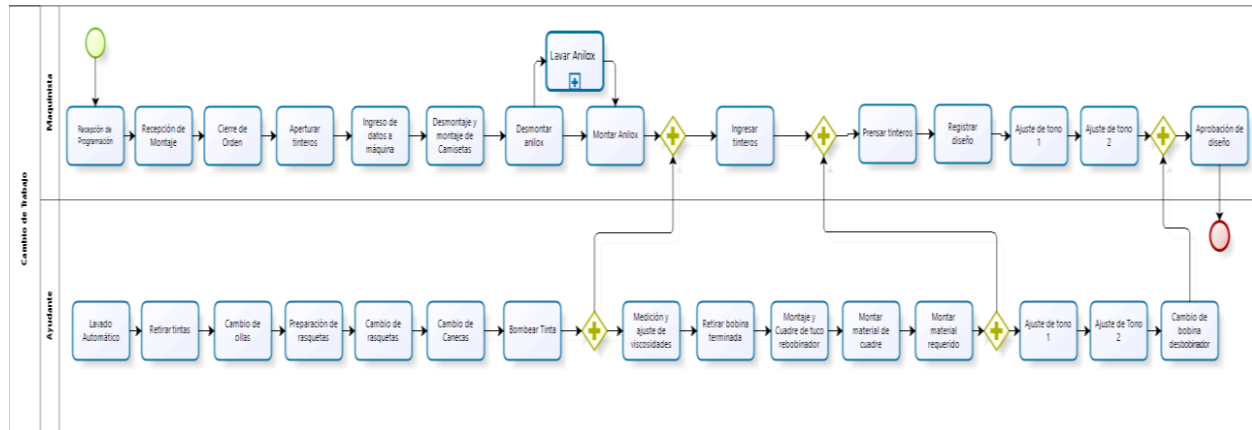 Cambio de Trabajo
Maquinista
Recepción de
Programación
Recepción de
Montaje
Cierre de
Orden
Aperturar
tinteros
Ingreso de
datos a
máquina
Desmontaje y
montaje de
Camisetas
Desmontar
anilox
Lavar Anilox
Montar Anilox
Ingresar
tinteros
Prensar tinteros
Registrar
diseño
Ajuste de tono
1
Ajuste de tono
2
Aprobación de
diseño
Ayudante
Lavado
Automático
Retirar tintas
Cambio de
ollas
Preparación de
rasquetas
Cambio de
rasquetas
Cambio de
Canecas
Bombear Tinta
Medición y
ajuste de
viscosidades
Retirar bobina
terminada
Montaje y
Cuadre de tuco
rebobinador
Montar
material de
cuadre
Montar
material
requerido
Ajuste de tono
1
Ajuste de Tono
2
Cambio de
bobina
desbobinador